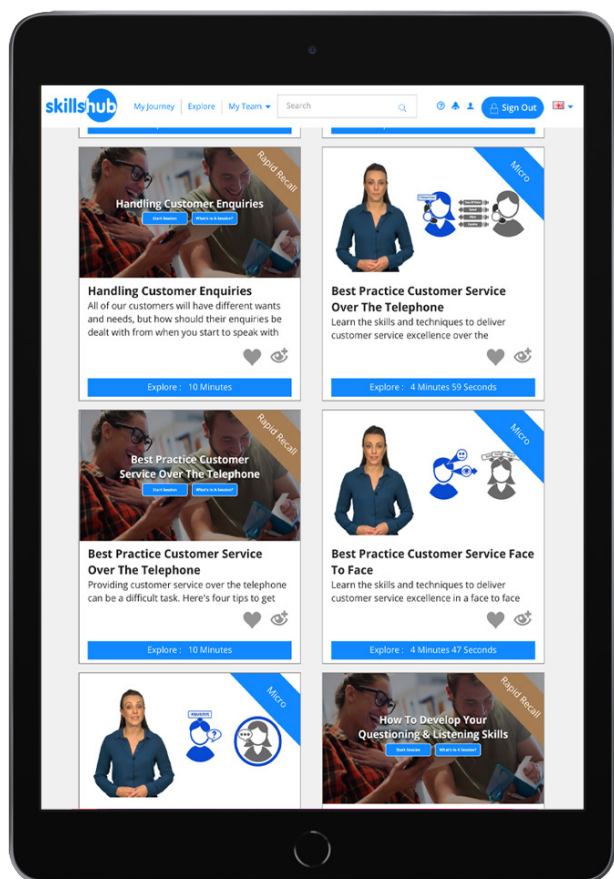 skillshub
My Journey
Explore
My Team
Search
Sign Out
Rapid Recall
Handling Customer Enquiries
Start Session
What's In A Session?
Handling Customer Enquiries
All of our customers will have different wants
and needs, but how should their enquiries be
dealt with from when you start to speak with
Explore : 10 Minutes
Micro
Best Practice Customer Service
Over The Telephone
Learn the skills and techniques to deliver
customer service excellence over the
Explore : 4 Minutes 59 Seconds
Rapid Recall
Best Practice Customer
Service Over The Telephone
Start Session
What's In A Session?
Best Practice Customer Service
Over The Telephone
Providing customer service over the telephone
can be a difficult task. Here's four tips to get
Explore : 10 Minutes
Micro
Best Practice Customer Service Face
To Face
Learn the skills and techniques to deliver
customer service excellence in a face to face
Explore : 4 Minutes 47 Seconds
Micro
Rapid Recall
How To Develop Your
Questioning & Listening Skills
Start Session
What's In A Session?